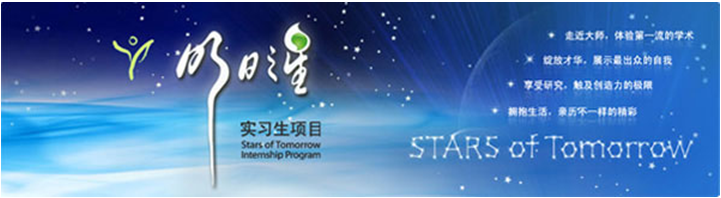 明日之星
实习生项目
Stars of Tomorrow
Internship Program
走近大师，体验第一流的学术
绽放才华，展示最出众的自我
享受研究，触及创造力的极限
拥抱生活，亲历不一样的精彩
STARS of Tomorrow